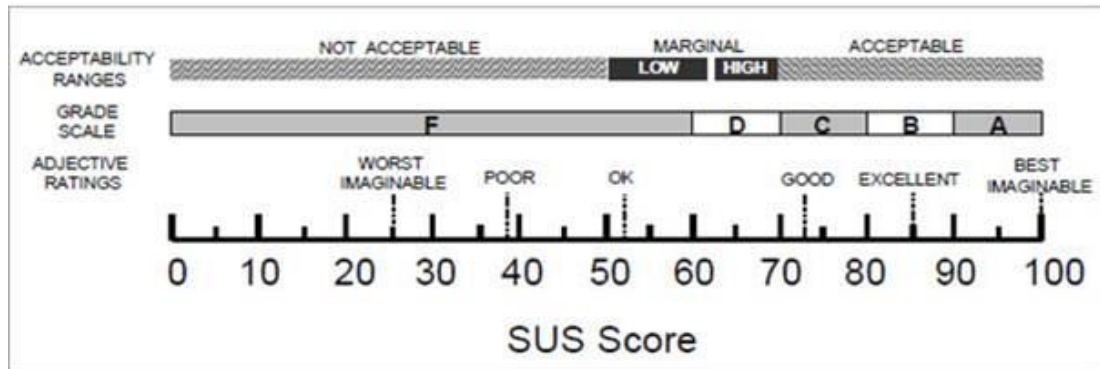 NOT ACCEPTABLE MARGINAL ACCEPTABLE
ACCEPTABILITY
RANGES
LOW HIGH
GRADE
SCALE
F D C B A
ADJECTIVE
RATINGS
WORST
IMAGINABLE
POOR OK GOOD EXCELLENT
BEST
IMAGINABLE
0 10 20 30 40 50 60 70 80 90 100
SUS Score